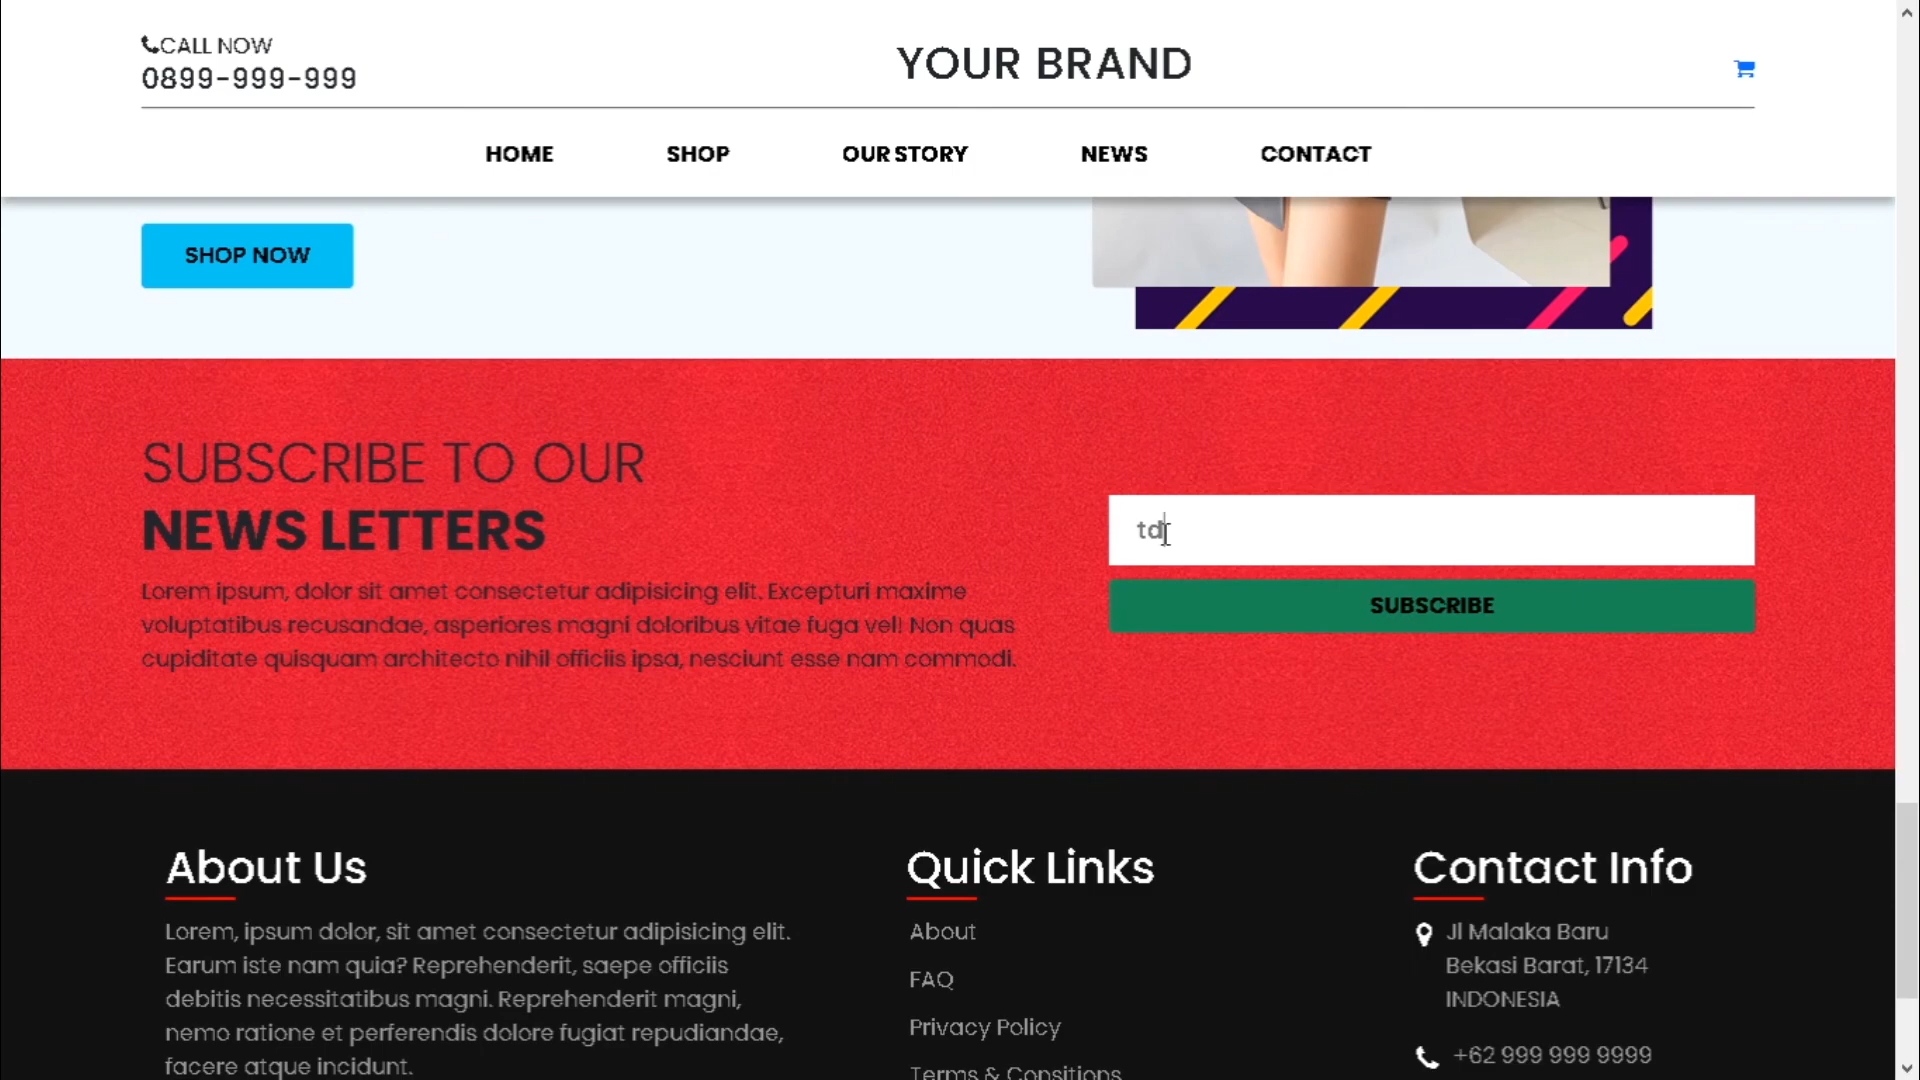 CALL NOW
0899-999-999
YOUR BRAND
HOME
SHOP
OUR STORY
NEWS
CONTACT
SHOP NOW
SUBSCRIBE TO OUR
NEWS LETTERS
Lorem ipsum, dolor sit amet consectetur adipisicing elit. Excepturi maxime
voluptatibus recusandae, asperiores magni doloribus vitae fuga vel! Non quas
cupiditate quisquam architecto nihil officiis ipsa, nesciunt esse nam commodi.
td
SUBSCRIBE
About Us
Lorem, ipsum dolor, sit amet consectetur adipisicing elit.
Earum iste nam quia? Reprehenderit, saepe officiis
debitis necessitatibus magni. Reprehenderit magni,
nemo ratione et perferendis dolore fugiat repudiandae,
facere atque incidunt.
Quick Links
About
FAQ
Privacy Policy
Terms & Consitions
Contact Info
Jl Malaka Baru
Bekasi Barat, 17134
INDONESIA
+62 999 999 9999